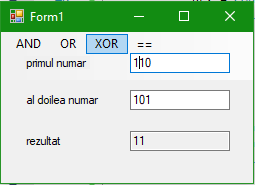 Form1
AND OR XOR ==
primul numar 110
al doilea numar 101
rezultat 11